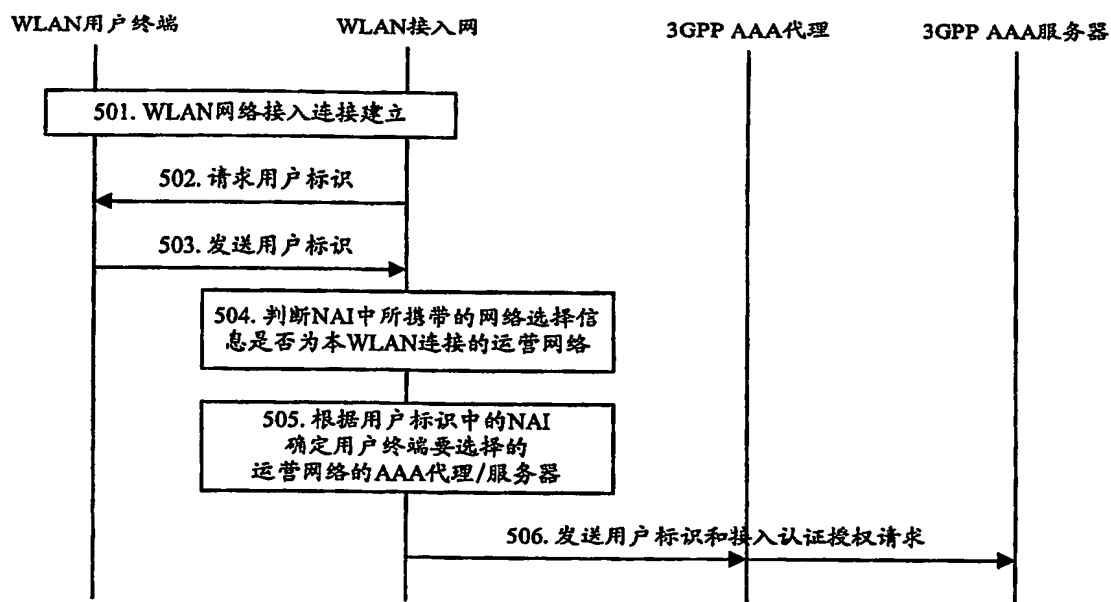 WLAN用户终端
WLAN接入网
3GPP AAA代理
3GPP AAA服务器
501. WLAN网络接入连接建立
502. 请求用户标识
503. 发送用户标识
504. 判断NAI中所携带的网络选择信
息是否为本WLAN连接的运营网络
505. 根据用户标识中的NAI
确定用户终端要选择的
运营网络的AAA代理/服务器
506. 发送用户标识和接入认证授权请求